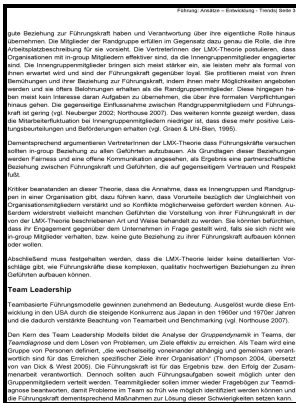 Führung: Ansätze – Entwicklung - Trends| Seite 3
gute Beziehung zur Führungskraft haben und Verantwortung über ihre eigentliche Rolle hinaus
übernehmen. Die Mitglieder der Randgruppe erfüllen im Gegensatz dazu genau die Rolle, die ihre
Arbeitsplatzbeschreibung für sie vorsieht. Die VertreterInnen der LMX-Theorie postulieren, dass
Organisationen mit in-group Mitgliedern effektiver sind, da die Innengruppenmitglieder engagierter
sind. Die Innengruppenmitglieder bringen sich meist stärker ein, sie leisten mehr als formal von
ihnen erwartet wird und sind der Führungskraft gegenüber loyal. Sie profitieren meist von ihren
Bemühungen und ihrer Beziehung zur Führungskraft, indem ihnen mehr Möglichkeiten angeboten
werden und sie öfters Belohnungen erhalten als die Randgruppenmitglieder. Diese hingegen ha-
ben meist kein Interesse daran Aufgaben zu übernehmen, die über ihre formalen Verpflichtungen
hinaus gehen. Die gegenseitige Einflussnahme zwischen Randgruppenmitgliedern und Führungs-
kraft ist gering (vgl. Neuberger 2002; Northouse 2007). Des weiteren konnte gezeigt werden, dass
die Mitarbeiterfluktuation bei Innengruppenmitgliedern niedriger ist, dass diese mehr positive Leis-
tungsbeurteilungen und Beförderungen erhalten (vgl. Graen & Uhl-Bien, 1995).
Dementsprechend argumentieren VertreterInnen der LMX-Theorie dass Führungskräfte versuchen
sollten in-group Beziehung zu allen Geführten aufzubauen. Als Grundlagen dieser Beziehungen
werden Fairness und eine offene Kommunikation angesehen, als Ergebnis eine partnerschaftliche
Beziehung zwischen Führungskraft und Geführten, die auf gegenseitigem Vertrauen und Respekt
fußt.
Kritiker beanstanden an dieser Theorie, dass die Annahme, dass es Innengruppen und Randgrup-
pen in einer Organisation gibt, dazu führen kann, dass Vorurteile bezüglich der Ungleichheit von
Organisationsmitgliedern verstärkt und so Konflikte möglicherweise gefördert werden können. Au-
ßerdem widerstrebt vielleicht manchen Geführten die Vorstellung von ihrer Führungskraft in der
von der LMX-Theorie beschriebenen Art und Weise behandelt zu werden. Sie könnten befürchten,
dass ihr Engagement gegenüber dem Unternehmen in Frage gestellt wird, falls sie sich nicht wie
in-group Mitglieder verhalten, bzw. keine gute Beziehung zu ihrer Führungskraft aufbauen können
oder wollen.
Abschließend muss festgehalten werden, dass die LMX-Theorie leider keine detaillierten Vor-
schläge gibt, wie Führungskräfte diese komplexen, qualitativ hochwertigen Beziehungen zu ihren
Geführten aufbauen können.
Team Leadership
Teambasierte Führungsmodelle gewinnen zunehmend an Bedeutung. Ausgelöst wurde diese Ent-
wicklung in den USA durch die steigende Konkurrenz aus Japan in den 1960er und 1970er Jahren
und die dadurch verstärkte Beachtung von Teamarbeit und Benchmarking (vgl. Northouse 2007).
Den Kern des Team Leadership Modells bildet die Analyse der Gruppendynamik in Teams, der
Teamdiagnose und dem Lösen von Problemen, um Ziele effektiv zu erreichen. Als Team wird eine
Gruppe von Personen definiert, „die wechselseitig voneinander abhängig und gemeinsam verant-
wortlich sind für das Erreichen spezifischer Ziele ihrer Organisation“ (Thompson 2004, übersetzt
von van Dick & West 2005). Die Führungskraft ist für das Ergebnis bzw. den Erfolg der Zusam-
menarbeit verantwortlich. Dennoch sollten auch Führungsaufgaben soweit möglich unter den
Gruppenmitgliedern verteilt werden. Teammitglieder sollen immer wieder Fragebögen zur Teamdi-
agnose beantworten, damit Probleme im Team so früh wie möglich identifiziert werden können und
die Führungskraft dementsprechend Maßnahmen zur Lösung dieser Schwierigkeiten setzen kann.